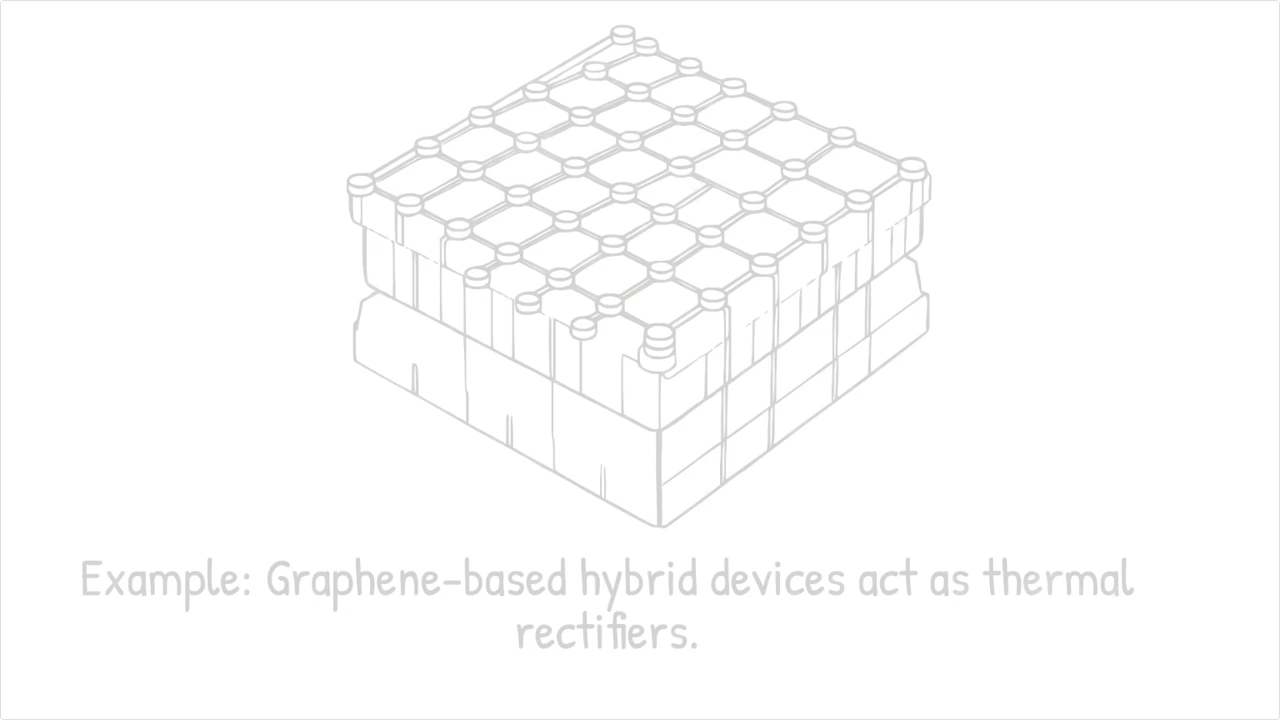 Example: Graphene-based hybrid devices act as thermal
rectifiers.